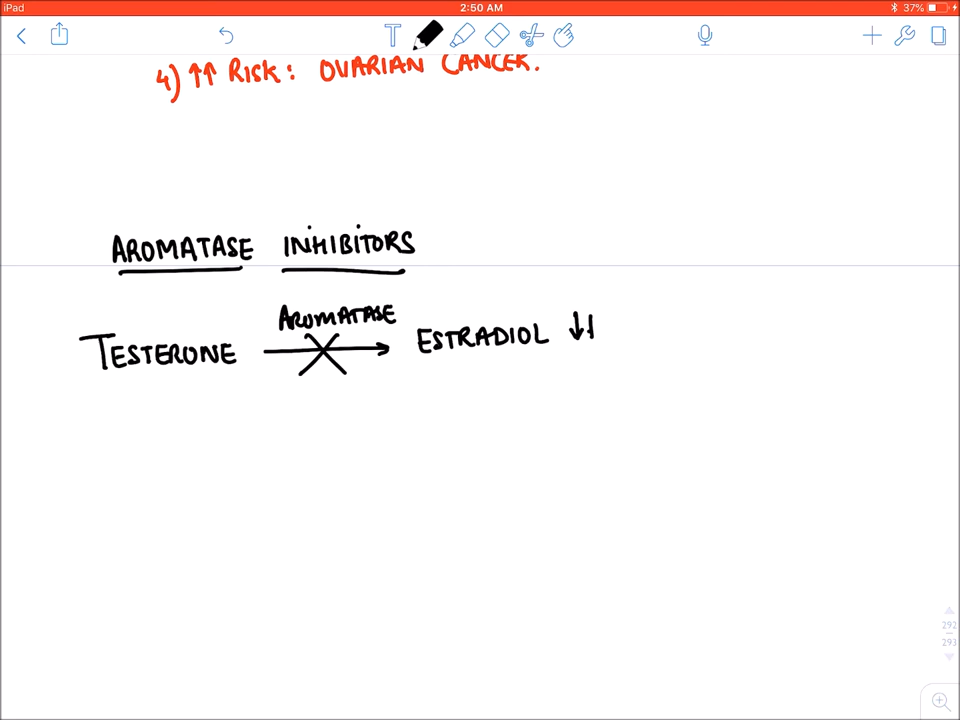 iPad 2:50 AM 37%
T
4) ↑↑ RISK: OVARIAN CANCER.
AROMATASE INHIBITORS
AROMATASE
TESTERONE → ESTRADIOL ↓↓
292
293